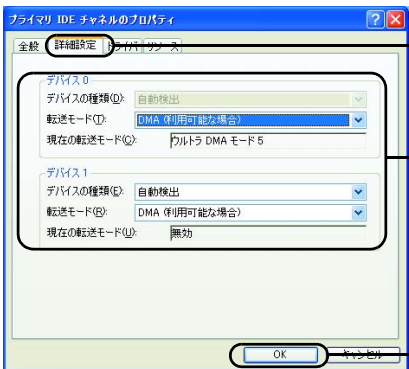 プライマリ IDE チャネルのプロパティ
全般 詳細設定 ドライバ リソース
デバイス 0
デバイスの種類(D): 自動検出
転送モード(T): DMA (利用可能な場合)
現在の転送モード(C): ウルトラ DMA モード 5
デバイス 1
デバイスの種類(E): 自動検出
転送モード(R): DMA (利用可能な場合)
現在の転送モード(U): 無効
OK キャンセル